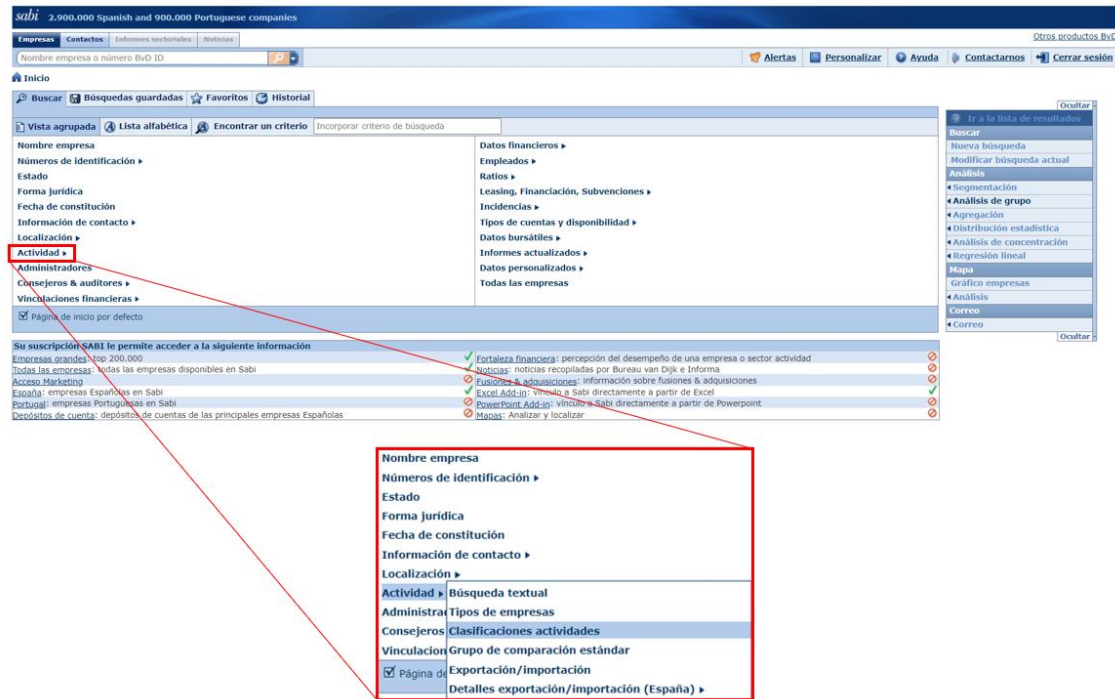 sabi 2.900.000 Spanish and 900.000 Portuguese companies
Empresas Contactos Informes sectoriales Noticias
Otros productos BvD
Nombre empresa o número BvD ID
Alertas Personalizar Ayuda Contactarnos Cerrar sesión
Inicio
Buscar Búsquedas guardadas Favoritos Historial
Vista agrupada Lista alfabética Encontrar un criterio Incorporar criterio de búsqueda
Nombre empresa
Números de identificación
Estado
Forma jurídica
Fecha de constitución
Información de contacto
Localización
Actividad
Administradores
Consejeros & auditores
Vinculaciones financieras
Datos financieros
Empleados
Ratios
Leasing, Financiación, Subvenciones
Incidencias
Tipos de cuentas y disponibilidad
Datos bursátiles
Informes actualizados
Datos personalizados
Todas las empresas
Página de inicio por defecto
Ocultar
Ir a la lista de resultados
Buscar
Nueva búsqueda
Modificar búsqueda actual
Análisis
Segmentación
Análisis de grupo
Agregación
Distribución estadística
Análisis de concentración
Regresión lineal
Mapa
Gráfico empresas
Análisis
Correo
Correo
Ocultar
Su suscripción SABI le permite acceder a la siguiente información
Empresas grandes: top 200.000
Todas las empresas: todas las empresas disponibles en Sabi
Acceso Marketing
España: empresas Españolas en Sabi
Portugal: empresas Portuguesas en Sabi
Depósitos de cuenta: depósitos de cuentas de las principales empresas Españolas
Fortaleza financiera: percepción del desempeño de una empresa o sector actividad
Noticias: noticias recopiladas por Bureau van Dijk e Informa
Fusiones & adquisiciones: información sobre fusiones & adquisiciones
Excel Add-in: vínculo a Sabi directamente a partir de Excel
PowerPoint Add-in: vínculo a Sabi directamente a partir de Powerpoint
Mapas: Analizar y localizar
Nombre empresa
Números de identificación
Estado
Forma jurídica
Fecha de constitución
Información de contacto
Localización
Actividad Búsqueda textual
Administra Tipos de empresas
Consejeros Clasificaciones actividades
Vinculacion Grupo de comparación estándar
Página de Exportación/importación
Detalles exportación/importación (España)